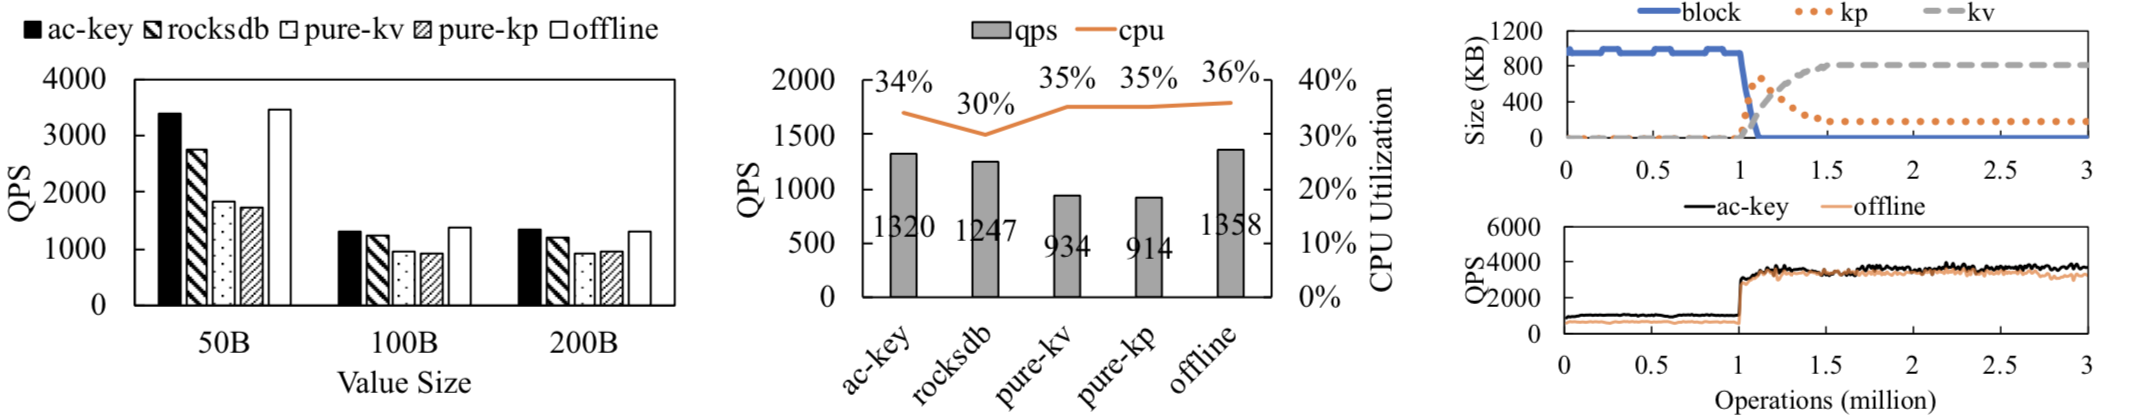 ac-key rocksdb pure-kv pure-kp offline
4000
3000
2000
1000
0
QPS
50B 100B 200B
Value Size
qps cpu
2000
1500
1000
500
0
QPS
34% 30% 35% 35% 36%
1320 1247 934 914 1358
40%
30%
20%
10%
0%
CPU Utilization
ac-key rocksdb pure-kv pure-kp offline
block kp kv
1200
800
400
0
Size (KB)
0 0.5 1 1.5 2 2.5 3
ac-key offline
6000
4000
2000
0
QPS
0 0.5 1 1.5 2 2.5 3
Operations (million)